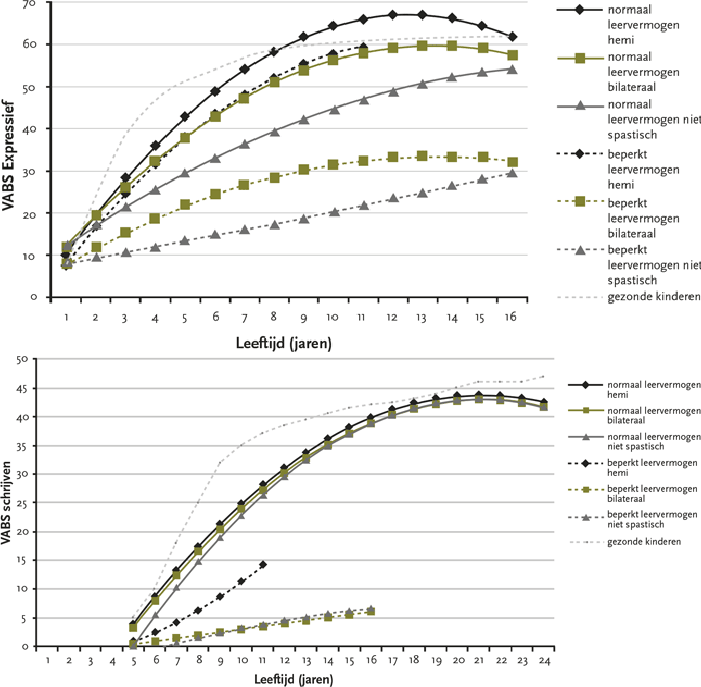 70
60
50
40
30
20
10
0
VABS Expressief
1 2 3 4 5 6 7 8 9 10 11 12 13 14 15 16
Leeftijd (jaren)
normaal
leervermogen
hemi
normaal
leervermogen
bilateraal
normaal
leervermogen niet
spastisch
beperkt
leervermogen
hemi
beperkt
leervermogen
bilateraal
beperkt
leervermogen niet
spastisch
gezonde kinderen
50
45
40
35
30
25
20
15
10
5
0
VABS schrijven
1 2 3 4 5 6 7 8 9 10 11 12 13 14 15 16 17 18 19 20 21 22 23 24
Leeftijd (jaren)
normaal leervermogen
hemi
normaal leervermogen
bilateraal
normaal leervermogen
niet spastisch
beperkt leervermogen
hemi
beperkt leervermogen
bilateraal
beperkt leervermogen
niet spastisch
gezonde kinderen